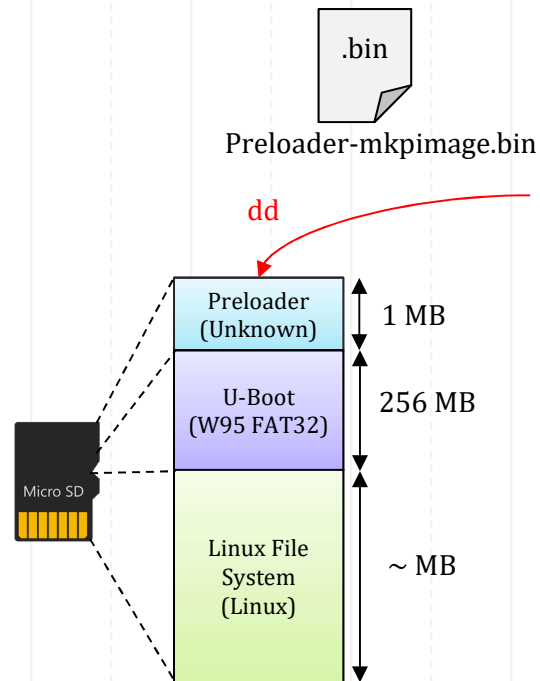 .bin
Preloader-mkpimage.bin
dd
Preloader
(Unknown)
1 MB
U-Boot
(W95 FAT32)
256 MB
Micro SD
Linux File
System
(Linux)
~ MB